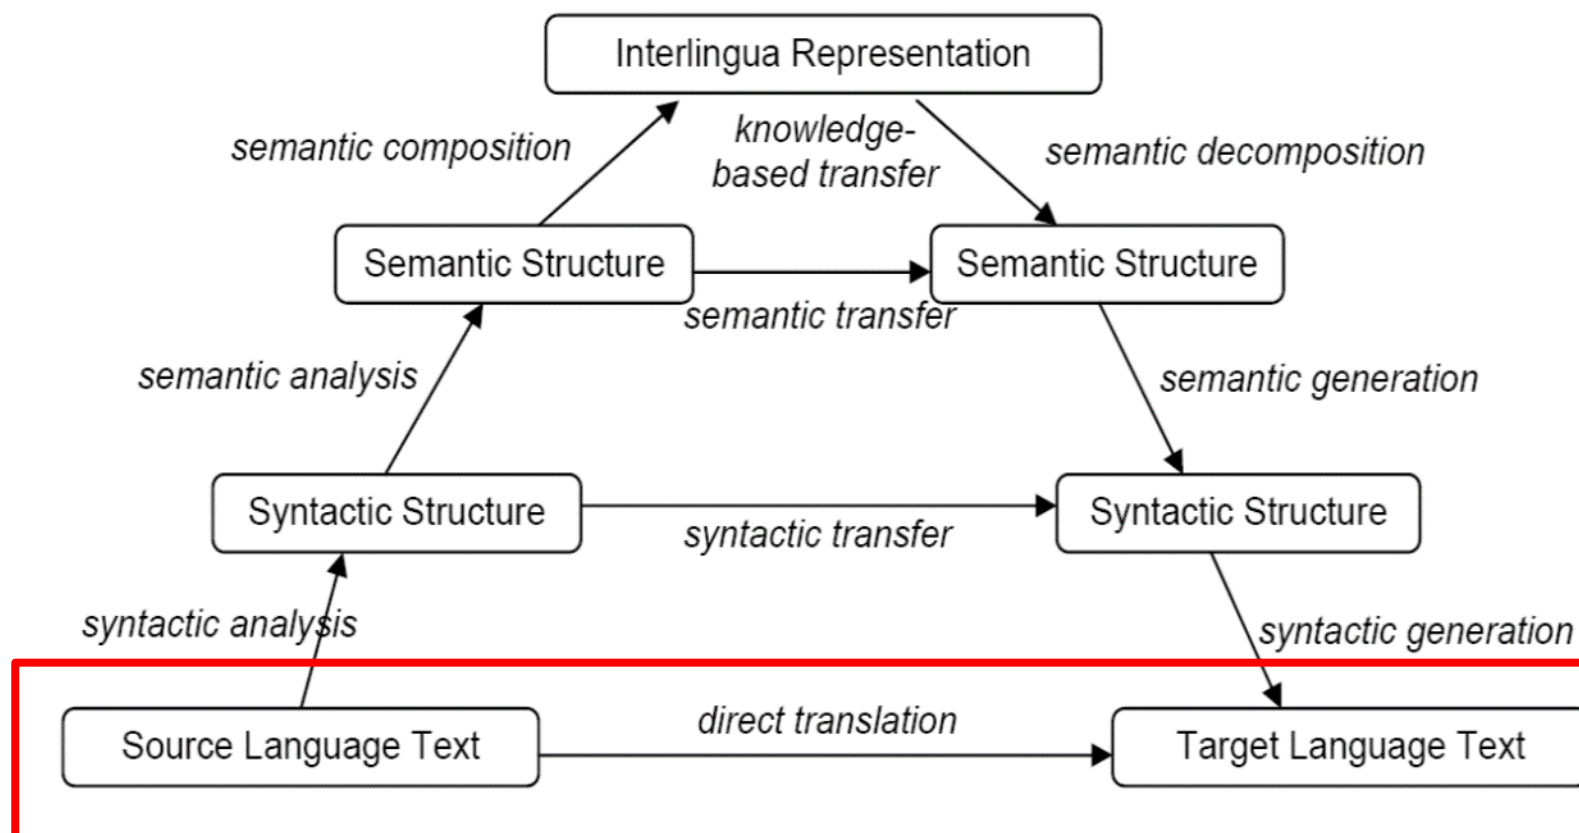 Interlingua Representation
semantic composition
knowledge-
based transfer
semantic decomposition
Semantic Structure
Semantic Structure
semantic transfer
semantic analysis
semantic generation
Syntactic Structure
Syntactic Structure
syntactic transfer
syntactic analysis
syntactic generation
Source Language Text
direct translation
Target Language Text